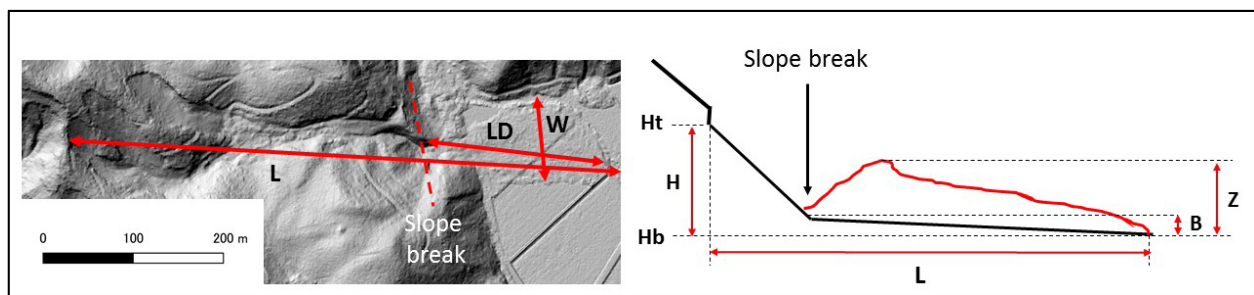 L
LD
W
Slope
break
0 100 200 m
Slope break
Ht
H
Hb
Z
B
L